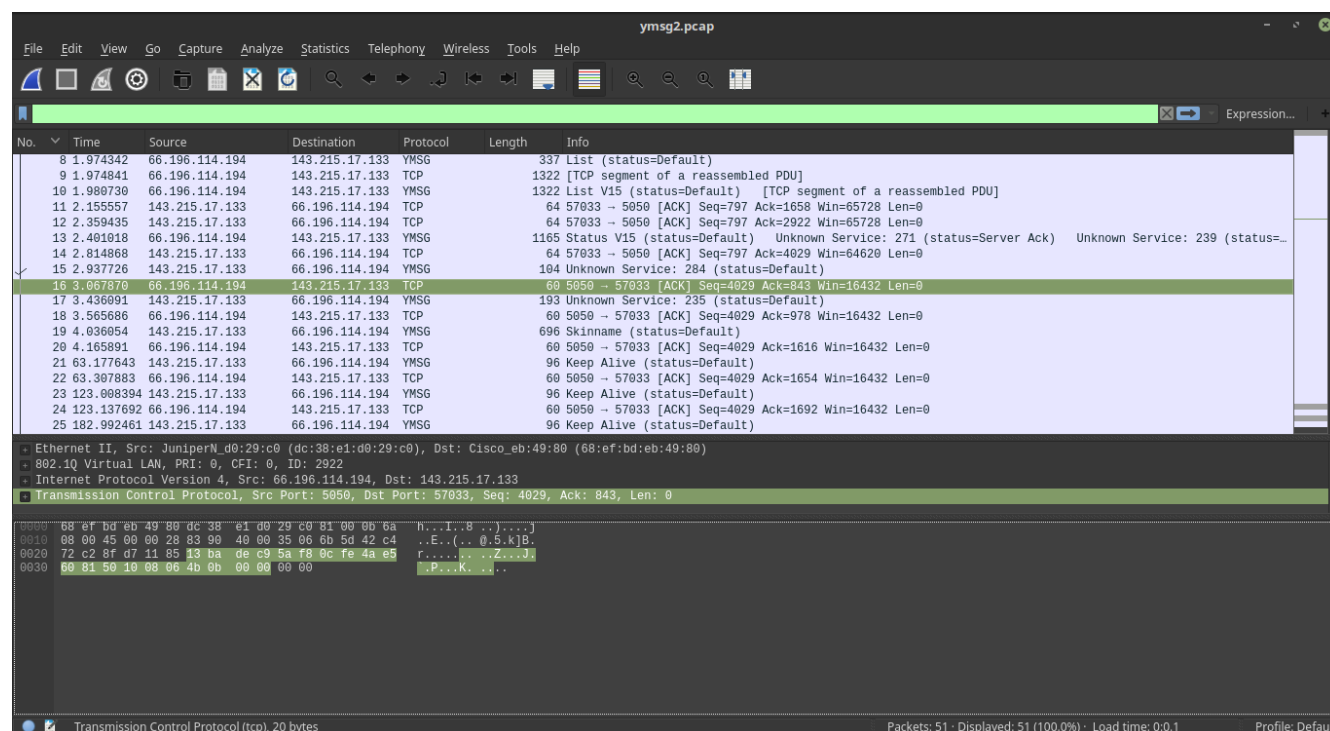 ymsg2.pcap
File Edit View Go Capture Analyze Statistics Telephony Wireless Tools Help
Expression... +
No. Time Source Destination Protocol Length Info
8 1.974342 66.196.114.194 143.215.17.133 YMSG 337 List (status=Default)
9 1.974841 66.196.114.194 143.215.17.133 TCP 1322 [TCP segment of a reassembled PDU]
10 1.980730 66.196.114.194 143.215.17.133 YMSG 1322 List V15 (status=Default) [TCP segment of a reassembled PDU]
11 2.155557 143.215.17.133 66.196.114.194 TCP 64 57033 → 5050 [ACK] Seq=797 Ack=1658 Win=65728 Len=0
12 2.359435 143.215.17.133 66.196.114.194 TCP 64 57033 → 5050 [ACK] Seq=797 Ack=2922 Win=65728 Len=0
13 2.401018 66.196.114.194 143.215.17.133 YMSG 1165 Status V15 (status=Default) Unknown Service: 271 (status=Server Ack) Unknown Service: 239 (status=…
14 2.814868 143.215.17.133 66.196.114.194 TCP 64 57033 → 5050 [ACK] Seq=797 Ack=4029 Win=64620 Len=0
15 2.937726 143.215.17.133 66.196.114.194 YMSG 104 Unknown Service: 284 (status=Default)
16 3.067870 66.196.114.194 143.215.17.133 TCP 60 5050 → 57033 [ACK] Seq=4029 Ack=843 Win=16432 Len=0
17 3.436091 143.215.17.133 66.196.114.194 YMSG 193 Unknown Service: 235 (status=Default)
18 3.565686 66.196.114.194 143.215.17.133 TCP 60 5050 → 57033 [ACK] Seq=4029 Ack=978 Win=16432 Len=0
19 4.036054 143.215.17.133 66.196.114.194 YMSG 696 Skinname (status=Default)
20 4.165891 66.196.114.194 143.215.17.133 TCP 60 5050 → 57033 [ACK] Seq=4029 Ack=1616 Win=16432 Len=0
21 63.177643 143.215.17.133 66.196.114.194 YMSG 96 Keep Alive (status=Default)
22 63.307883 66.196.114.194 143.215.17.133 TCP 60 5050 → 57033 [ACK] Seq=4029 Ack=1654 Win=16432 Len=0
23 123.008394 143.215.17.133 66.196.114.194 YMSG 96 Keep Alive (status=Default)
24 123.137692 66.196.114.194 143.215.17.133 TCP 60 5050 → 57033 [ACK] Seq=4029 Ack=1692 Win=16432 Len=0
25 182.992461 143.215.17.133 66.196.114.194 YMSG 96 Keep Alive (status=Default)
Ethernet II, Src: JuniperN_d0:29:c0 (dc:38:e1:d0:29:c0), Dst: Cisco_eb:49:80 (68:ef:bd:eb:49:80)
802.1Q Virtual LAN, PRI: 0, CFI: 0, ID: 2922
Internet Protocol Version 4, Src: 66.196.114.194, Dst: 143.215.17.133
Transmission Control Protocol, Src Port: 5050, Dst Port: 57033, Seq: 4029, Ack: 843, Len: 0
0000 68 ef bd eb 49 80 dc 38 e1 d0 29 c0 81 00 0b 6a h...I..8 ..)....j
0010 08 00 45 00 00 28 83 90 40 00 35 06 6b 5d 42 c4 ..E..(.. @.5.k]B.
0020 72 c2 8f d7 11 85 13 ba de c9 5a f8 0c fe 4a e5 r....... ..Z...J.
0030 60 81 50 10 08 06 4b 0b 00 00 00 00 `.P...K. ....
Transmission Control Protocol (tcp), 20 bytes Packets: 51 · Displayed: 51 (100.0%) · Load time: 0:0.1 Profile: Defau